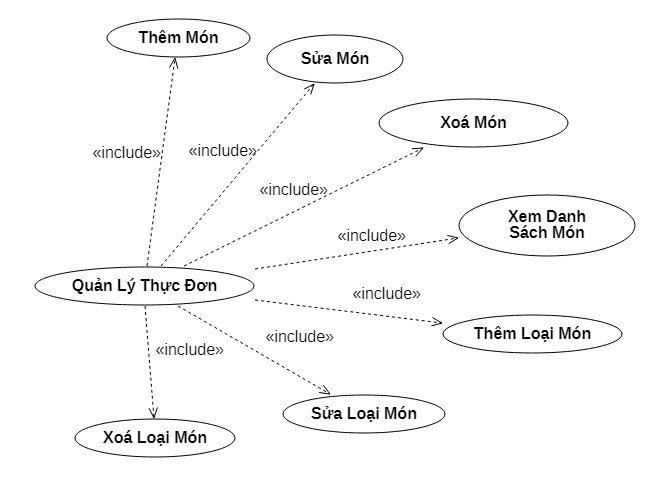 Thêm Món
Sửa Món
Xoá Món
«include»
«include»
«include»
Xem Danh
Sách Món
«include»
Quản Lý Thực Đơn
«include»
Thêm Loại Món
«include»
«include»
Sửa Loại Món
Xoá Loại Món